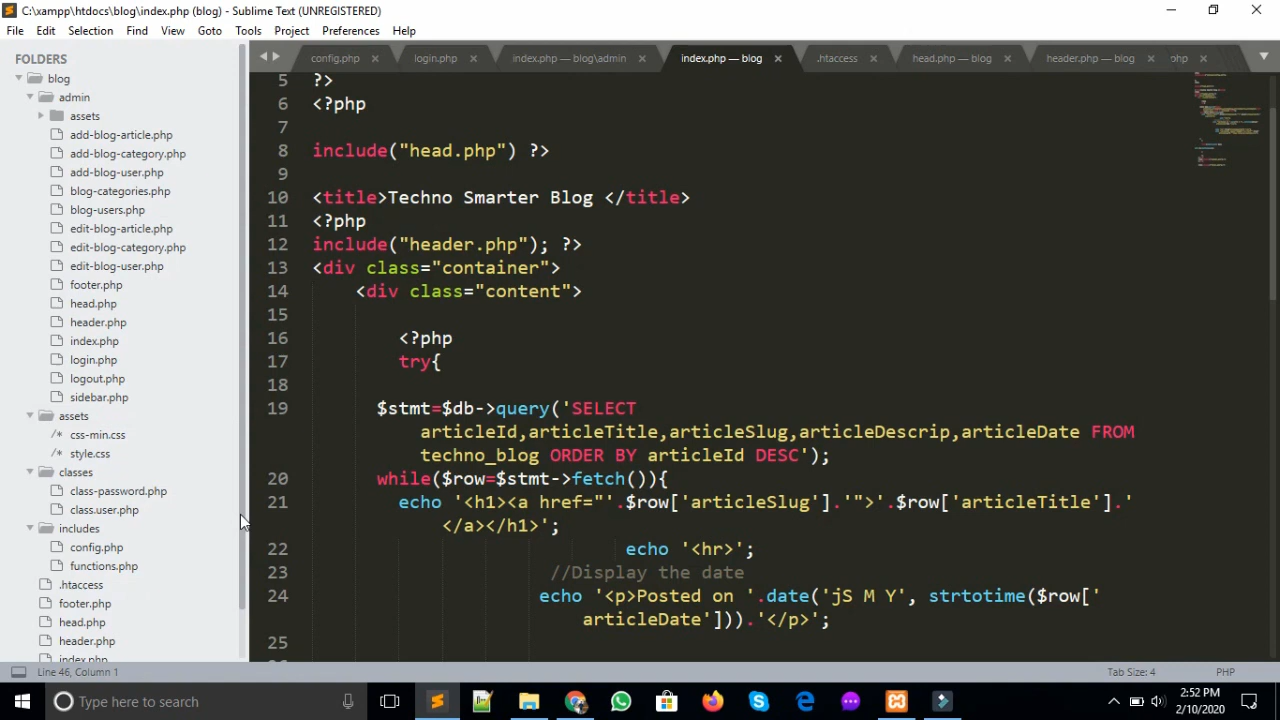 C:\xampp\htdocs\blog\index.php (blog) - Sublime Text (UNREGISTERED)
File Edit Selection Find View Goto Tools Project Preferences Help
FOLDERS
blog
admin
assets
add-blog-article.php
add-blog-category.php
add-blog-user.php
blog-categories.php
blog-users.php
edit-blog-article.php
edit-blog-category.php
edit-blog-user.php
footer.php
head.php
header.php
index.php
login.php
logout.php
sidebar.php
assets
/* css-min.css
/* style.css
classes
class-password.php
class.user.php
includes
config.php
functions.php
.htaccess
footer.php
head.php
header.php
index.php
config.php × login.php × index.php — blog\admin × index.php — blog × .htaccess × head.php — blog × header.php — blog × php ×
5 ?>
6 <?php
7
8 include("head.php") ?>
9
10 <title>Techno Smarter Blog </title>
11 <?php
12 include("header.php"); ?>
13 <div class="container">
14 <div class="content">
15
16 <?php
17 try{
18
19 $stmt=$db->query('SELECT
articleId,articleTitle,articleSlug,articleDescrip,articleDate FROM
techno_blog ORDER BY articleId DESC');
20 while($row=$stmt->fetch()){
21 echo '<h1><a href="'.$row['articleSlug'].'">'.$row['articleTitle'].'
</a></h1>';
22 echo '<hr>';
23 //Display the date
24 echo '<p>Posted on '.date('jS M Y', strtotime($row['
articleDate'])).'</p>';
25
Line 46, Column 1
Tab Size: 4 PHP
Type here to search
2:52 PM
2/10/2020